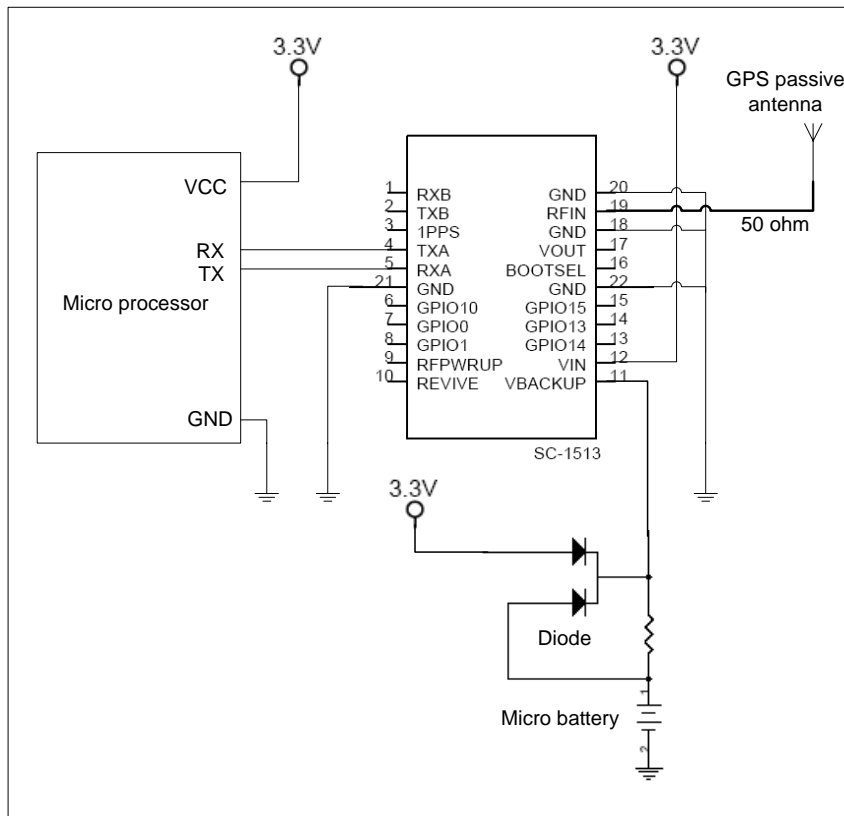 3.3V
3.3V
GPS passive
antenna
VCC
RX
TX
Micro processor
GND
1 RXB
2 TXB
3 1PPS
4 TXA
5 RXA
21 GND
6 GPIO10
7 GPIO0
8 GPIO1
9 RFPWRUP
10 REVIVE
GND 20
RFIN 19
GND 18
VOUT 17
BOOTSEL 16
GND 22
GPIO15 15
GPIO13 14
GPIO14 13
VIN 12
VBACKUP 11
50 ohm
SC-1513
3.3V
Diode
Micro battery
1
2